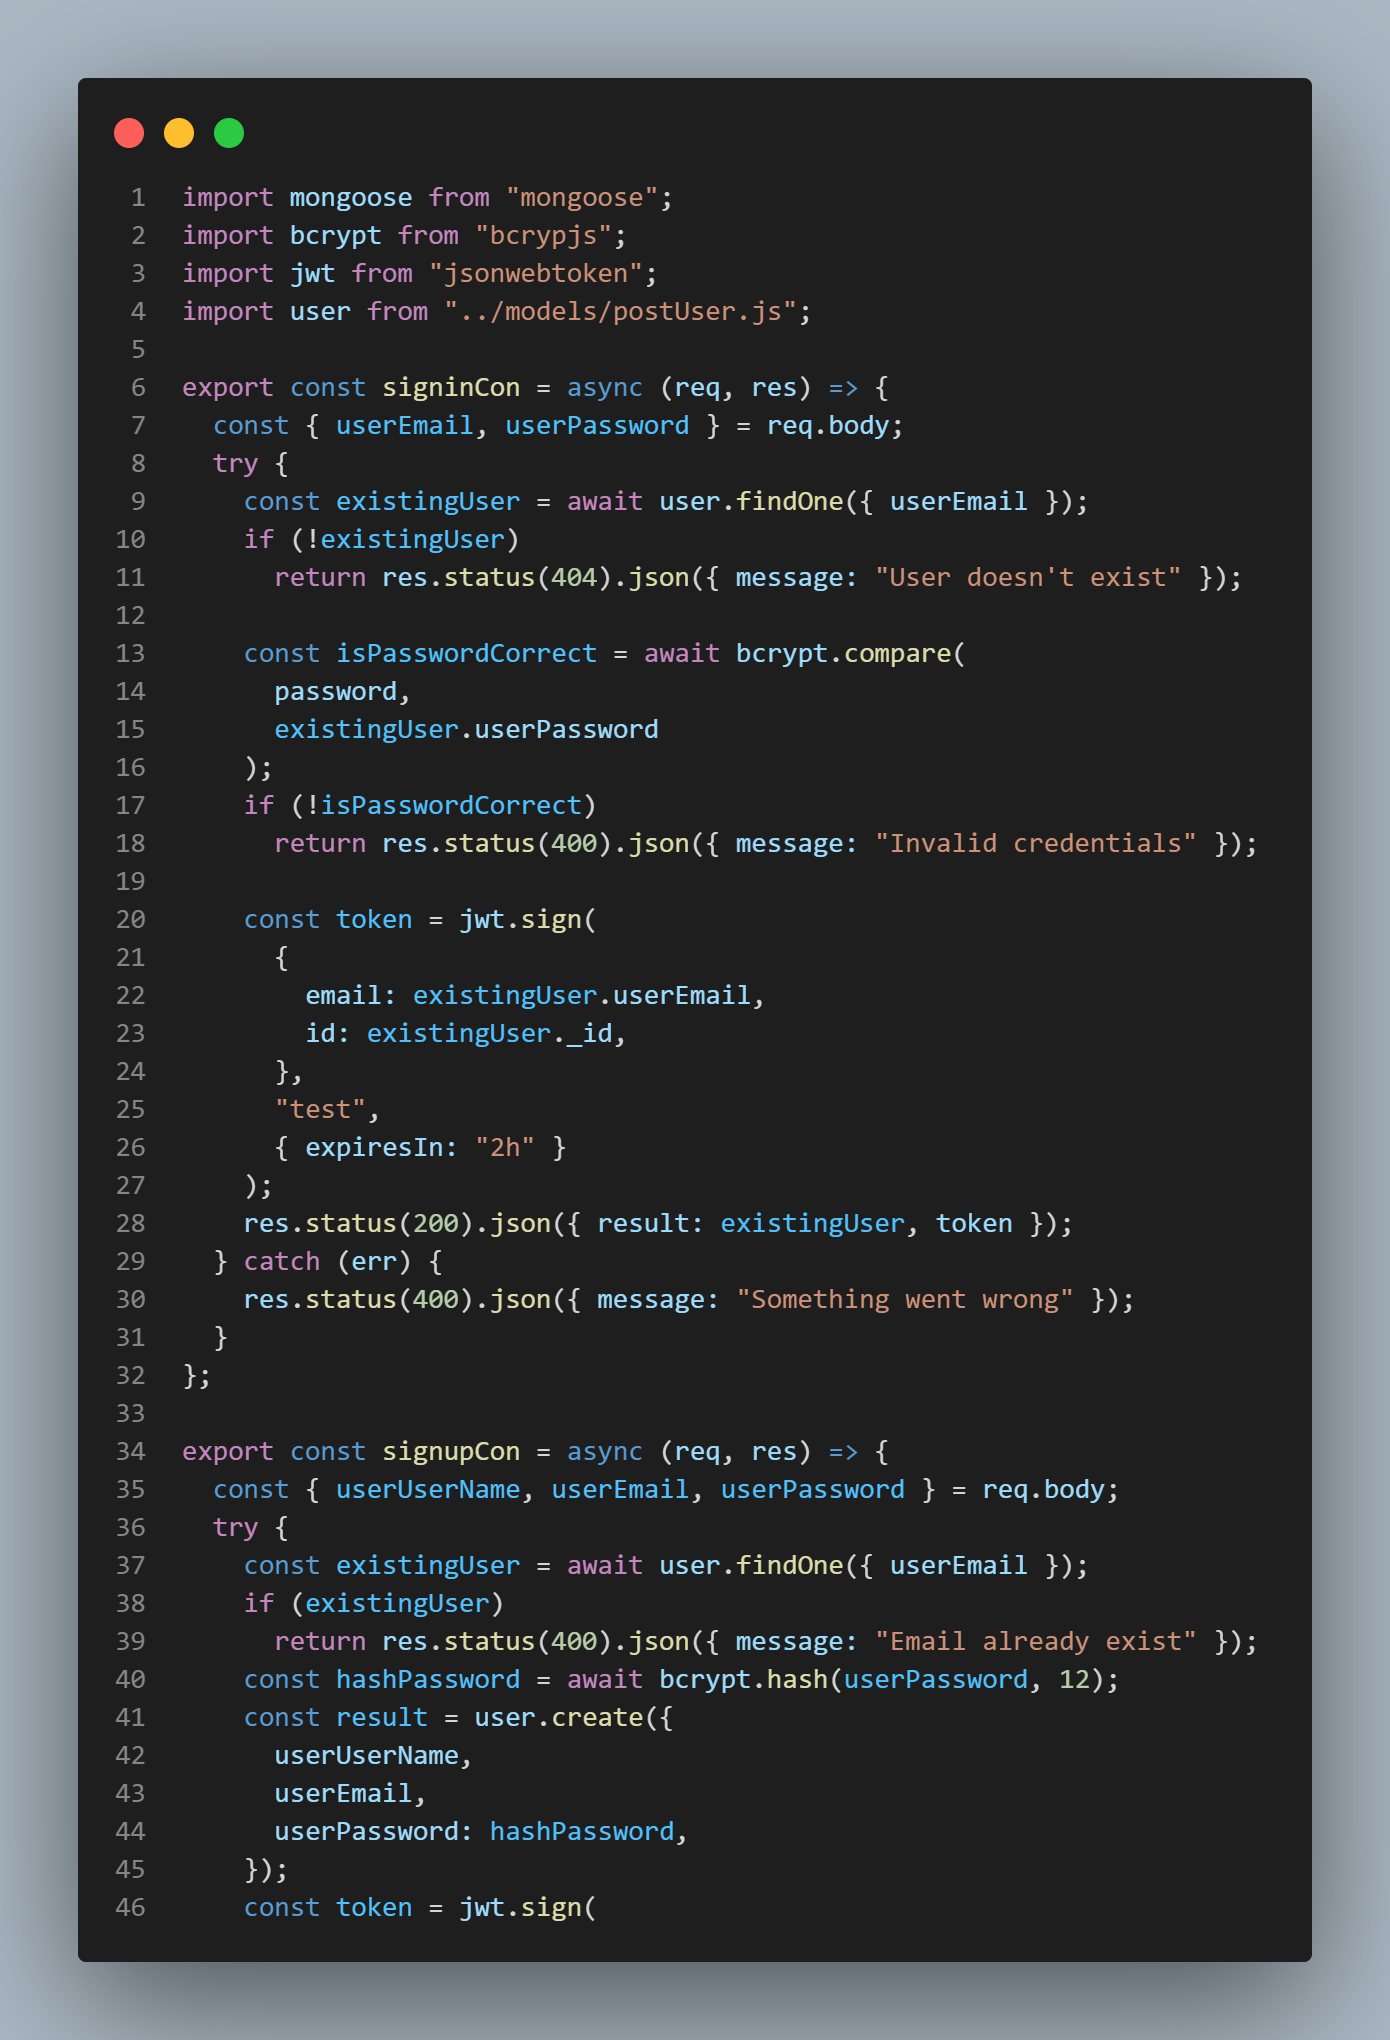 1 import mongoose from "mongoose";
2 import bcrypt from "bcrypjs";
3 import jwt from "jsonwebtoken";
4 import user from "../models/postUser.js";
5
6 export const signinCon = async (req, res) => {
7   const { userEmail, userPassword } = req.body;
8   try {
9     const existingUser = await user.findOne({ userEmail });
10     if (!existingUser)
11       return res.status(404).json({ message: "User doesn't exist" });
12
13     const isPasswordCorrect = await bcrypt.compare(
14       password,
15       existingUser.userPassword
16     );
17     if (!isPasswordCorrect)
18       return res.status(400).json({ message: "Invalid credentials" });
19
20     const token = jwt.sign(
21       {
22         email: existingUser.userEmail,
23         id: existingUser._id,
24       },
25       "test",
26       { expiresIn: "2h" }
27     );
28     res.status(200).json({ result: existingUser, token });
29   } catch (err) {
30     res.status(400).json({ message: "Something went wrong" });
31   }
32 };
33
34 export const signupCon = async (req, res) => {
35   const { userUserName, userEmail, userPassword } = req.body;
36   try {
37     const existingUser = await user.findOne({ userEmail });
38     if (existingUser)
39       return res.status(400).json({ message: "Email already exist" });
40     const hashPassword = await bcrypt.hash(userPassword, 12);
41     const result = user.create({
42       userUserName,
43       userEmail,
44       userPassword: hashPassword,
45     });
46     const token = jwt.sign(